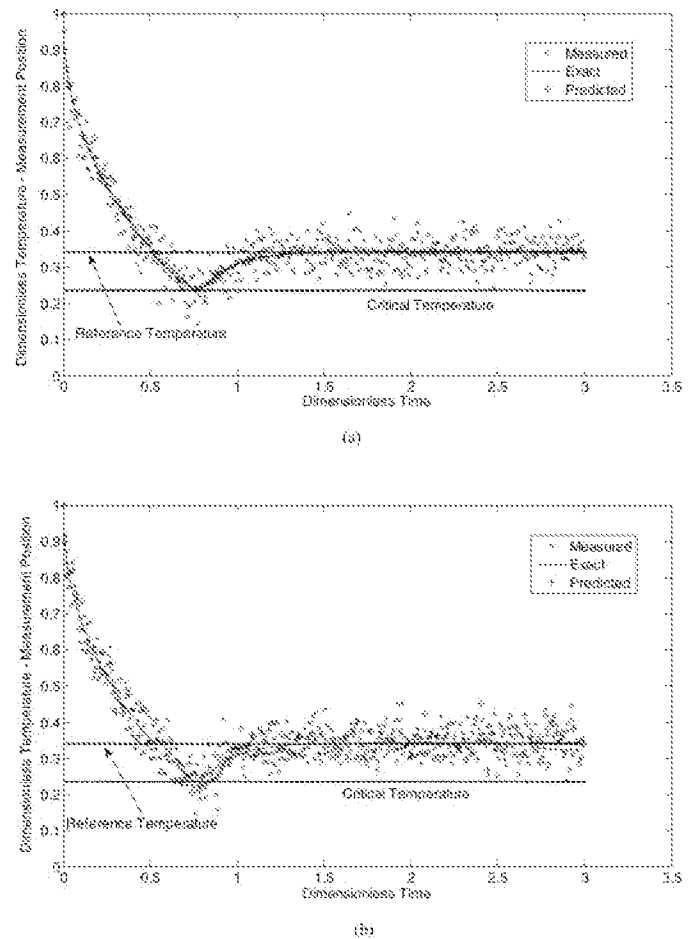 1
0.9
0.8
0.7
0.6
0.5
0.4
0.3
0.2
0.1
0
Dimensionless Temperature - Measurement Position
Measured
Exact
Predicted
Critical Temperature
Reference Temperature
0 0.5 1 1.5 2 2.5 3 3.5
Dimensionless Time
(a)
1
0.9
0.8
0.7
0.6
0.5
0.4
0.3
0.2
0.1
0
Dimensionless Temperature - Measurement Position
Measured
Exact
Predicted
Critical Temperature
Reference Temperature
0 0.5 1 1.5 2 2.5 3 3.5
Dimensionless Time
(b)